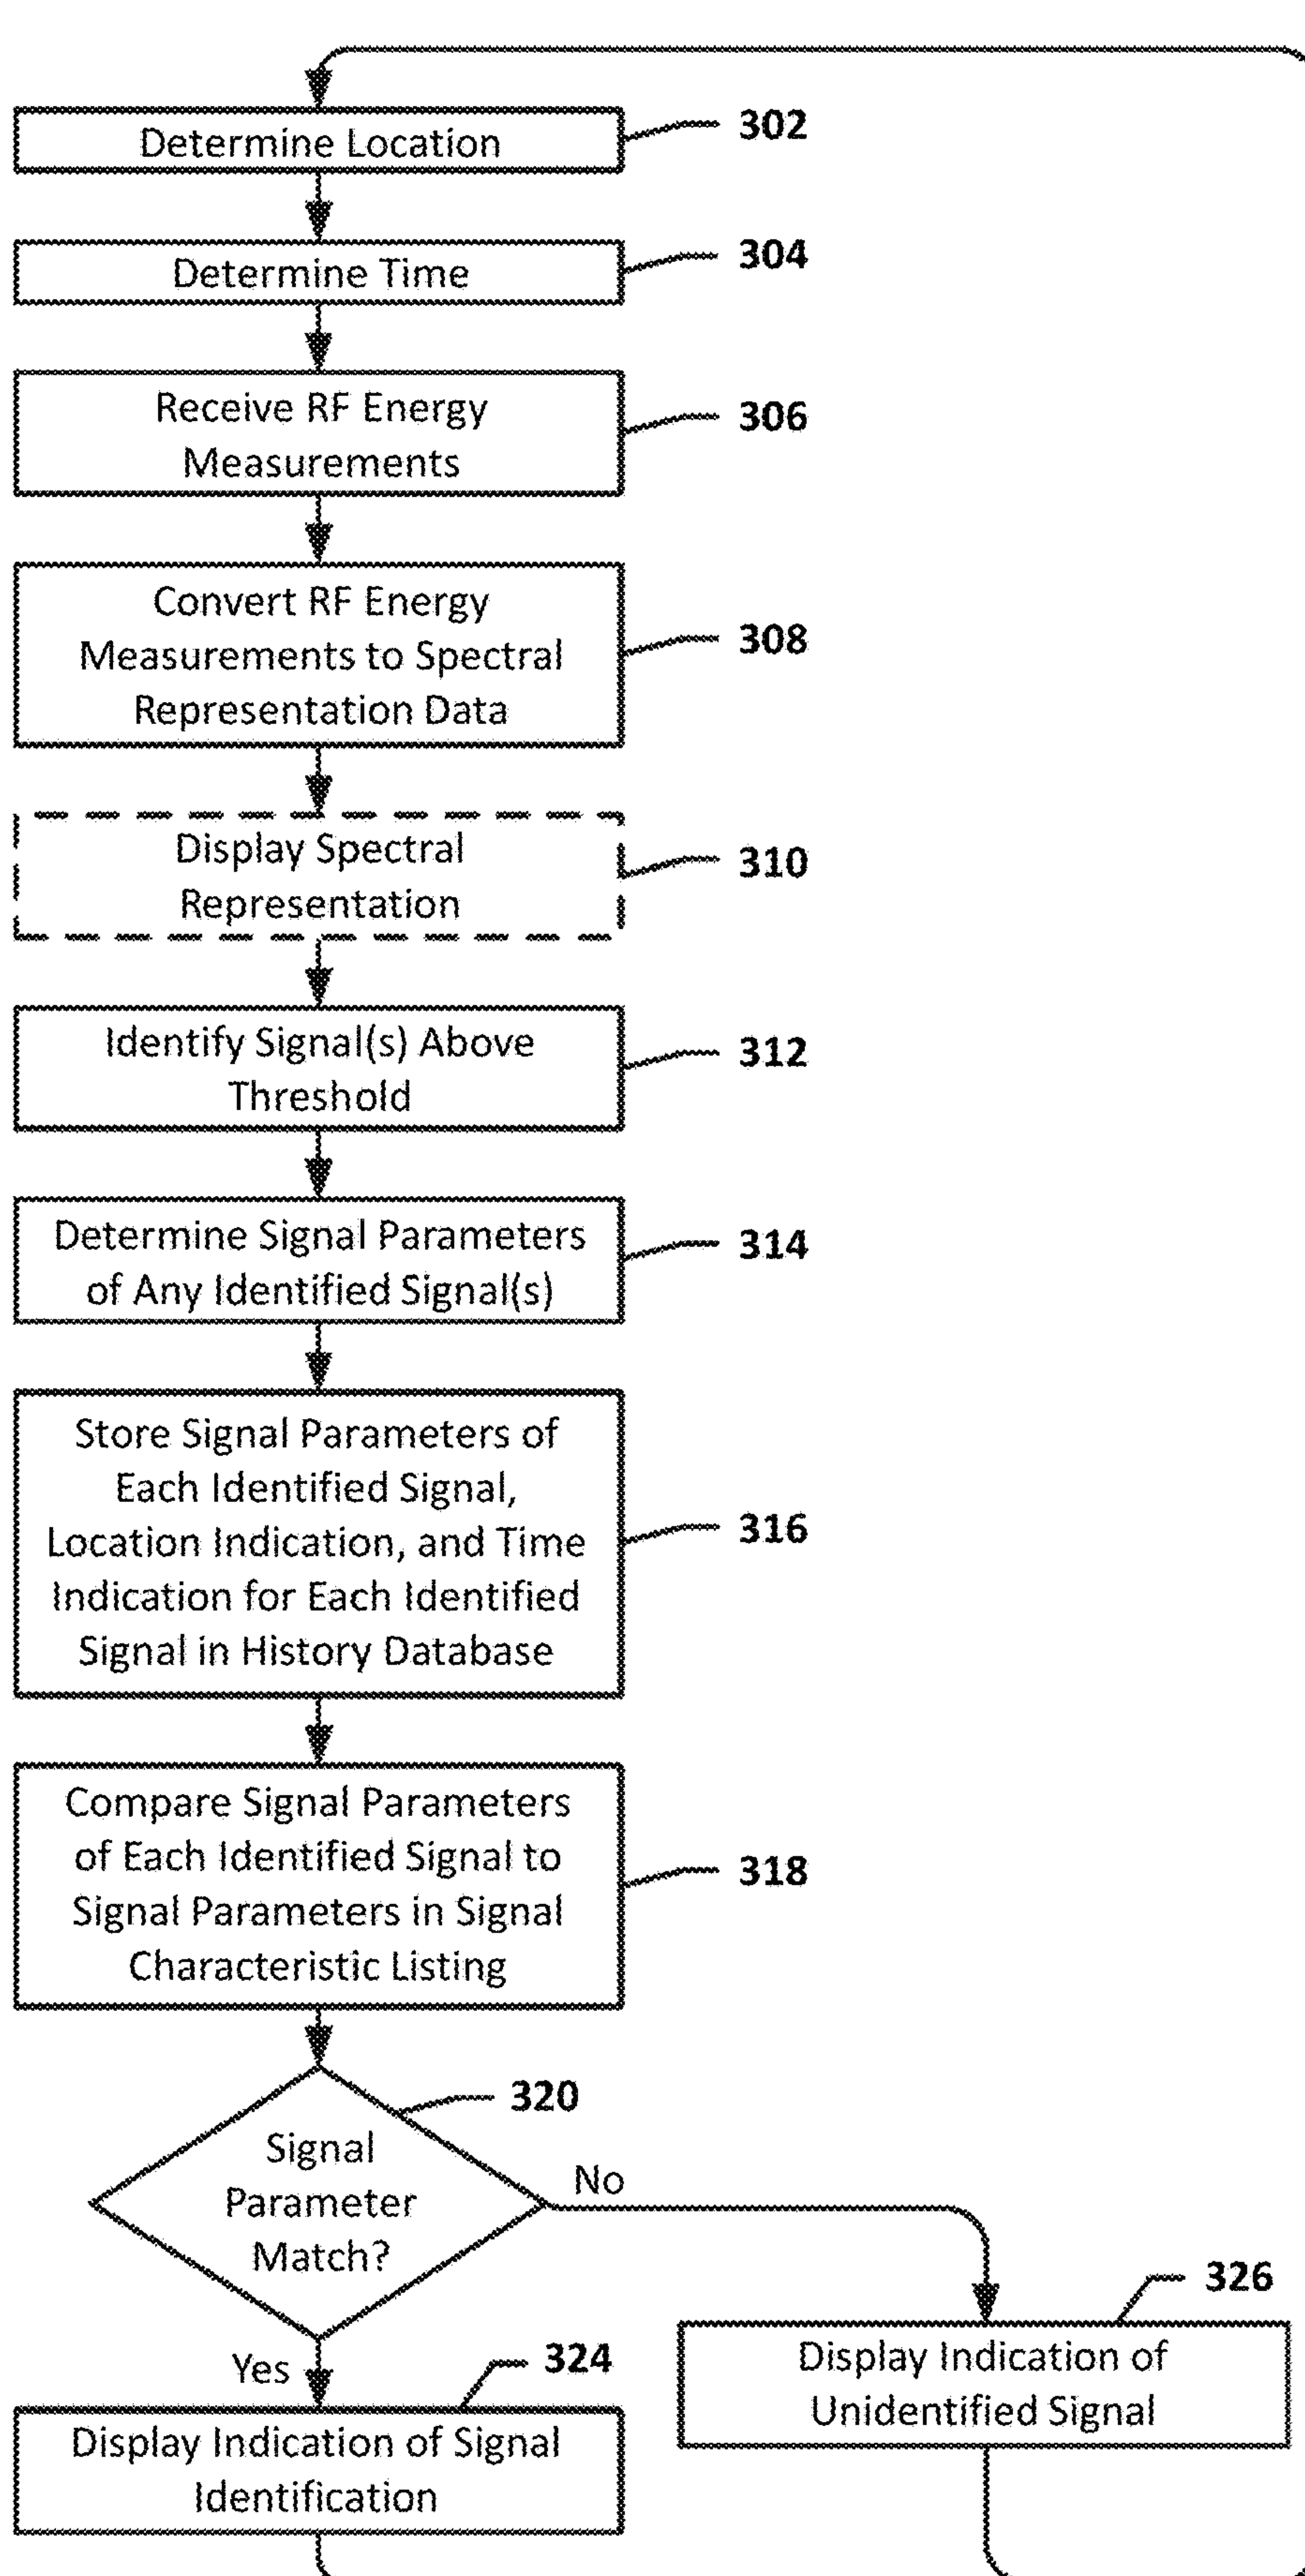 Determine Location
302
Determine Time
304
Receive RF Energy
Measurements
306
Convert RF Energy
Measurements to Spectral
Representation Data
308
Display Spectral
Representation
310
Identify Signal(s) Above
Threshold
312
Determine Signal Parameters
of Any Identified Signal(s)
314
Store Signal Parameters of
Each Identified Signal,
Location Indication, and Time
Indication for Each Identified
Signal in History Database
316
Compare Signal Parameters
of Each Identified Signal to
Signal Parameters in Signal
Characteristic Listing
318
320
Signal
Parameter
Match?
No
326
Display Indication of
Unidentified Signal
Yes
324
Display Indication of Signal
Identification